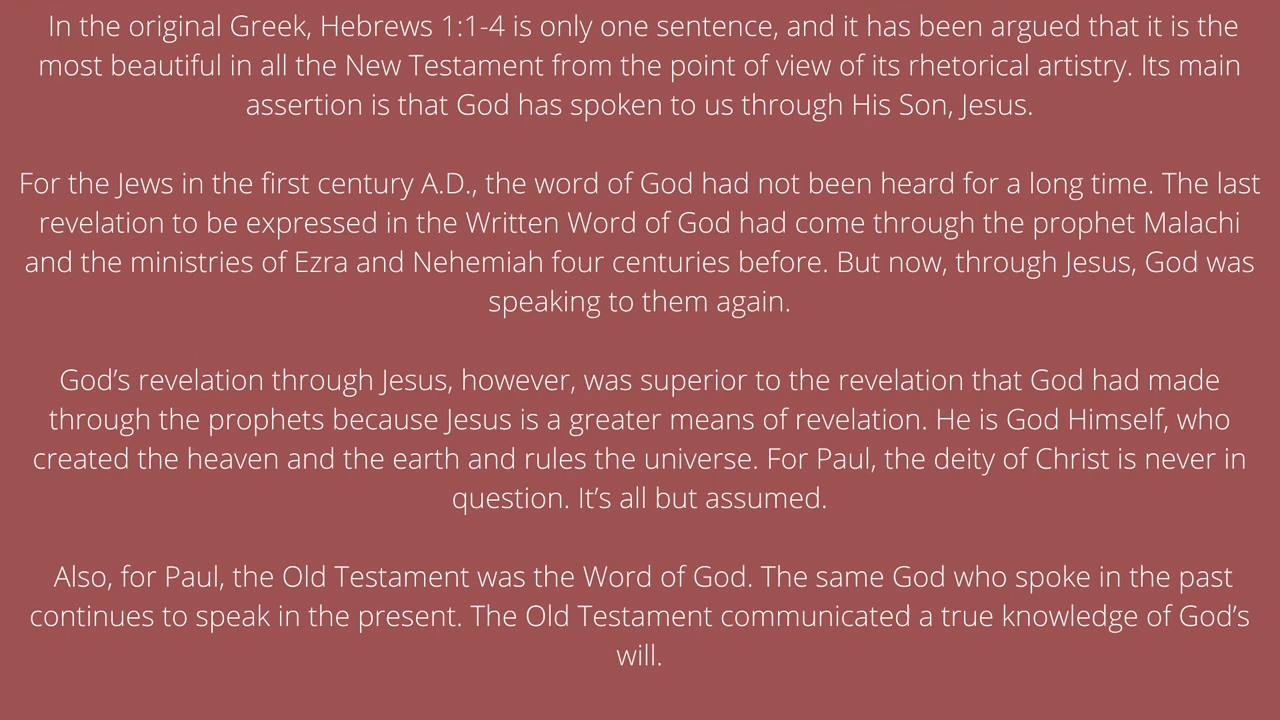 In the original Greek, Hebrews 1:1-4 is only one sentence, and it has been argued that it is the
most beautiful in all the New Testament from the point of view of its rhetorical artistry. Its main
assertion is that God has spoken to us through His Son, Jesus.
For the Jews in the first century A.D., the word of God had not been heard for a long time. The last
revelation to be expressed in the Written Word of God had come through the prophet Malachi
and the ministries of Ezra and Nehemiah four centuries before. But now, through Jesus, God was
speaking to them again.
God’s revelation through Jesus, however, was superior to the revelation that God had made
through the prophets because Jesus is a greater means of revelation. He is God Himself, who
created the heaven and the earth and rules the universe. For Paul, the deity of Christ is never in
question. It’s all but assumed.
Also, for Paul, the Old Testament was the Word of God. The same God who spoke in the past
continues to speak in the present. The Old Testament communicated a true knowledge of God’s
will.